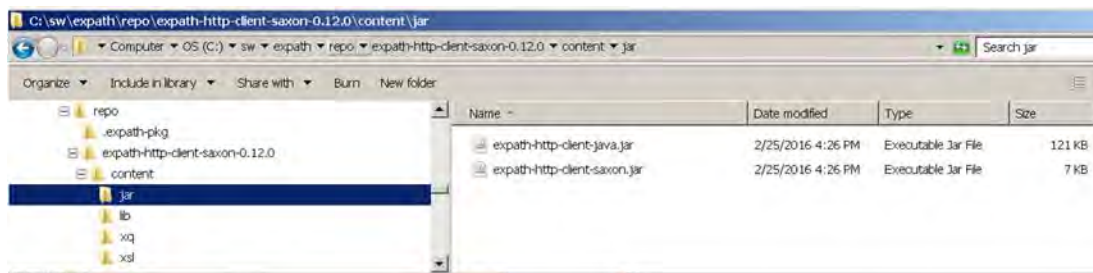 C:\sw\expath\repo\expath-http-client-saxon-0.12.0\content\jar
Computer ▾ OS (C:) ▾ sw ▾ expath ▾ repo ▾ expath-http-client-saxon-0.12.0 ▾ content ▾ jar
Search jar
Organize ▾ Include in library ▾ Share with ▾ Burn New folder
repo
.expath-pkg
expath-http-client-saxon-0.12.0
content
jar
lib
xq
xsl
Name Date modified Type Size
expath-http-client-java.jar 2/25/2016 4:26 PM Executable Jar File 121 KB
expath-http-client-saxon.jar 2/25/2016 4:26 PM Executable Jar File 7 KB